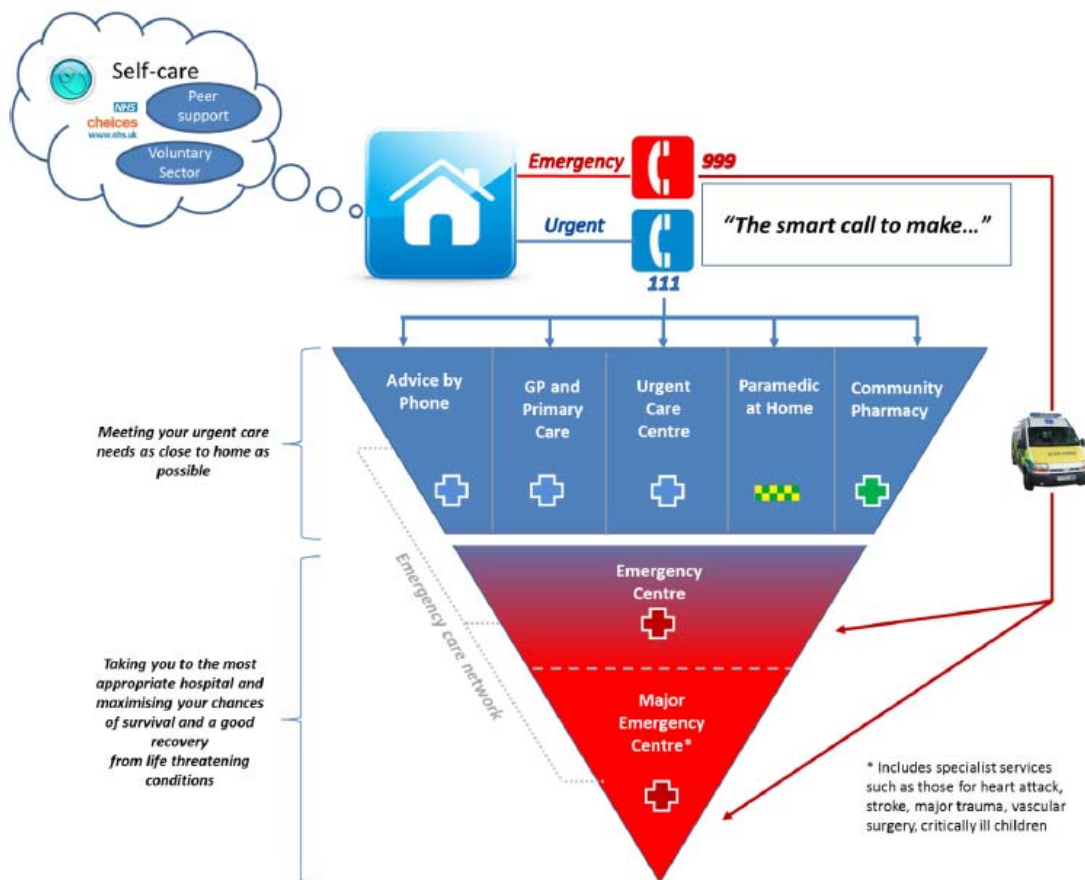 Self-care
Peer
support
NHS
choices
www.nhs.uk
Voluntary
Sector
Emergency
999
Urgent
111
“The smart call to make...”
Advice by
Phone
GP and
Primary
Care
Urgent
Care
Centre
Paramedic
at Home
Community
Pharmacy
Meeting your urgent care
needs as close to home as
possible
Emergency care network
Emergency
Centre
Taking you to the most
appropriate hospital and
maximising your chances
of survival and a good
recovery
from life threatening
conditions
Major
Emergency
Centre*
* Includes specialist services
such as those for heart attack,
stroke, major trauma, vascular
surgery, critically ill children